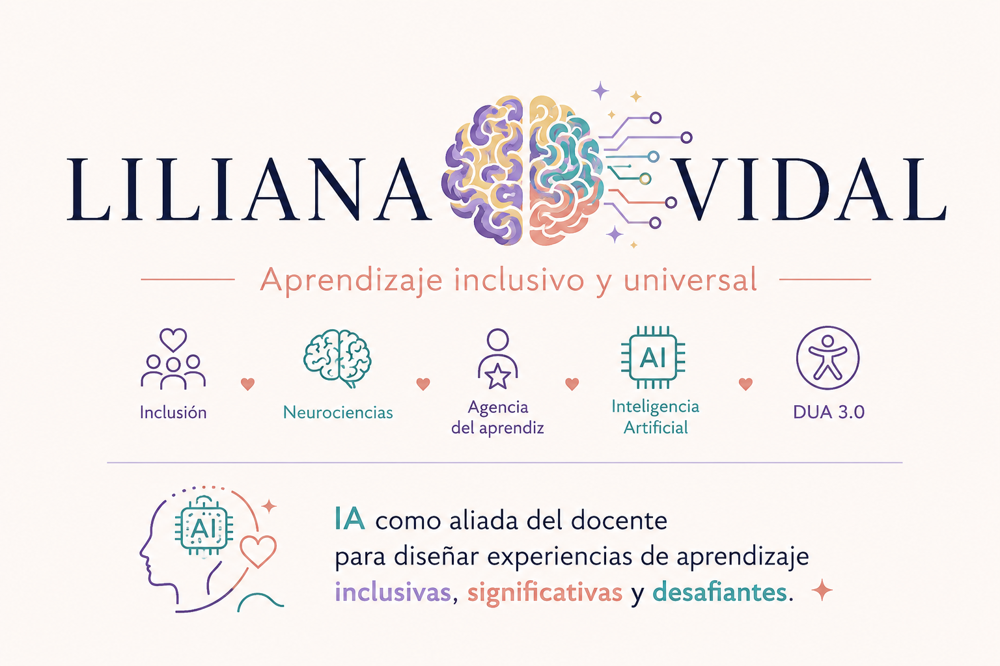 LILIANA VIDAL
Aprendizaje inclusivo y universal
Inclusión
Neurociencias
Agencia
del aprendiz
AI
Inteligencia
Artificial
DUA 3.0
AI
IA como aliada del docente
para diseñar experiencias de aprendizaje
inclusivas, significativas y desafiantes.